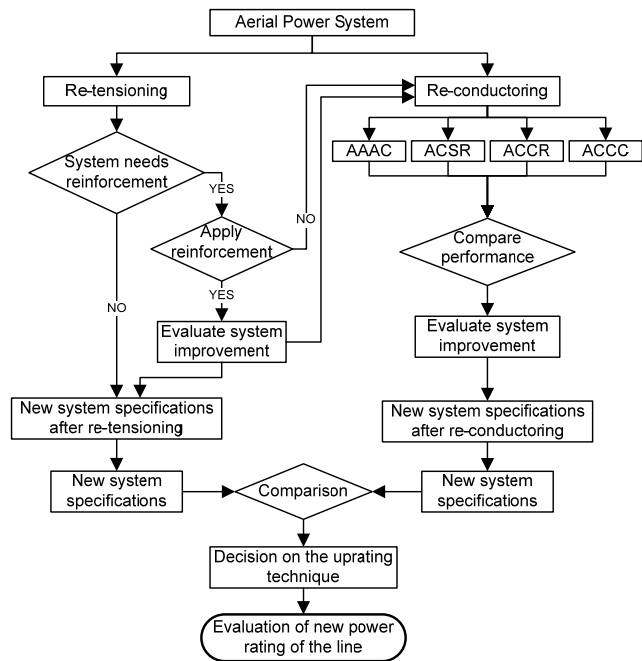 Aerial Power System
Re-tensioning
Re-conductoring
System needs
reinforcement
YES
NO
AAAC
ACSR
ACCR
ACCC
Apply
reinforcement
NO
YES
Compare
performance
Evaluate system
improvement
Evaluate system
improvement
New system specifications
after re-tensioning
New system specifications
after re-conductoring
New system
specifications
Comparison
New system
specifications
Decision on the uprating
technique
Evaluation of new power
rating of the line